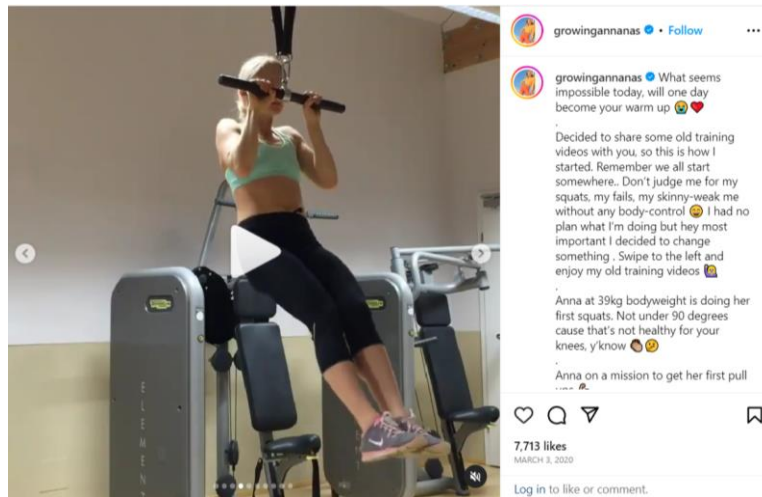 growingannanas • Follow
growingannanas What seems
impossible today, will one day
become your warm up 😭❤️
.
Decided to share some old training
videos with you, so this is how I
started. Remember we all start
somewhere.. Don't judge me for my
squats, my fails, my skinny-weak me
without any body-control 😄 I had no
plan what I'm doing but hey most
important I decided to change
something . Swipe to the left and
enjoy my old training videos 🙋
.
Anna at 39kg bodyweight is doing her
first squats. Not under 90 degrees
cause that's not healthy for your
knees, y'know
.
Anna on a mission to get her first pull
7,713 likes
MARCH 3, 2020
Log in to like or comment.
ELEMENT